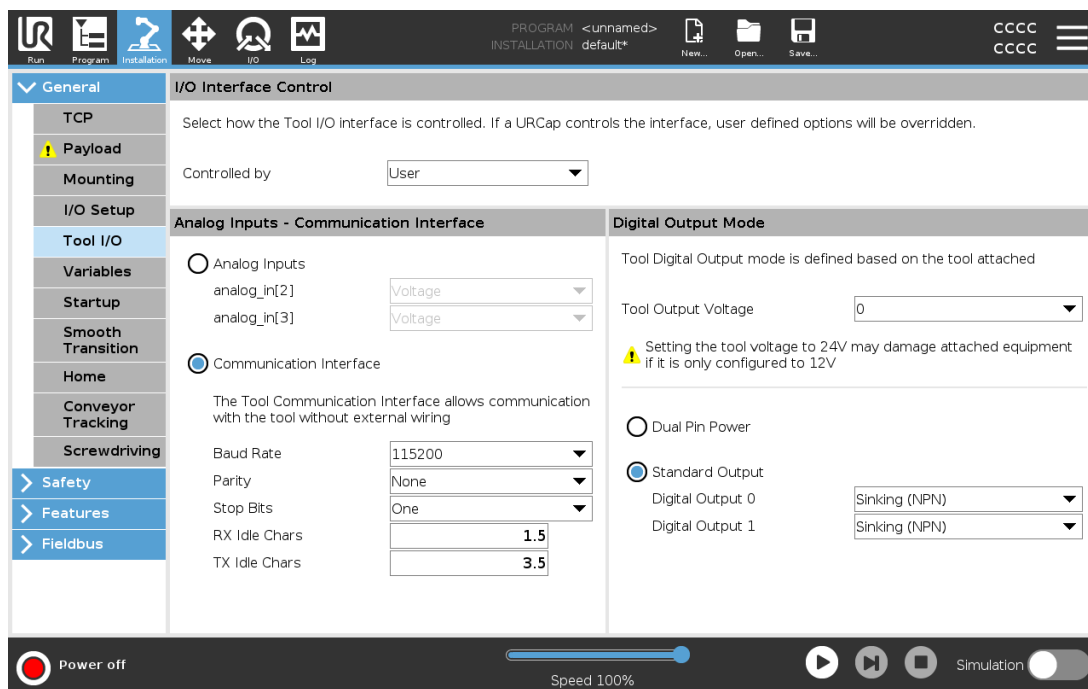 PROGRAM <unnamed>
INSTALLATION default*
CCCC
CCCC
UR
Run
Program
Installation
Move
I/O
Log
New...
Open...
Save...
General
TCP
Payload
Mounting
I/O Setup
Tool I/O
Variables
Startup
Smooth
Transition
Home
Conveyor
Tracking
Screwdriving
Safety
Features
Fieldbus
I/O Interface Control
Select how the Tool I/O interface is controlled. If a URCap controls the interface, user defined options will be overridden.
Controlled by User
Analog Inputs - Communication Interface
Analog Inputs
analog_in[2] Voltage
analog_in[3] Voltage
Communication Interface
The Tool Communication Interface allows communication
with the tool without external wiring
Baud Rate 115200
Parity None
Stop Bits One
RX Idle Chars 1.5
TX Idle Chars 3.5
Digital Output Mode
Tool Digital Output mode is defined based on the tool attached
Tool Output Voltage 0
Setting the tool voltage to 24V may damage attached equipment
if it is only configured to 12V
Dual Pin Power
Standard Output
Digital Output 0 Sinking (NPN)
Digital Output 1 Sinking (NPN)
Power off
Speed 100%
Simulation